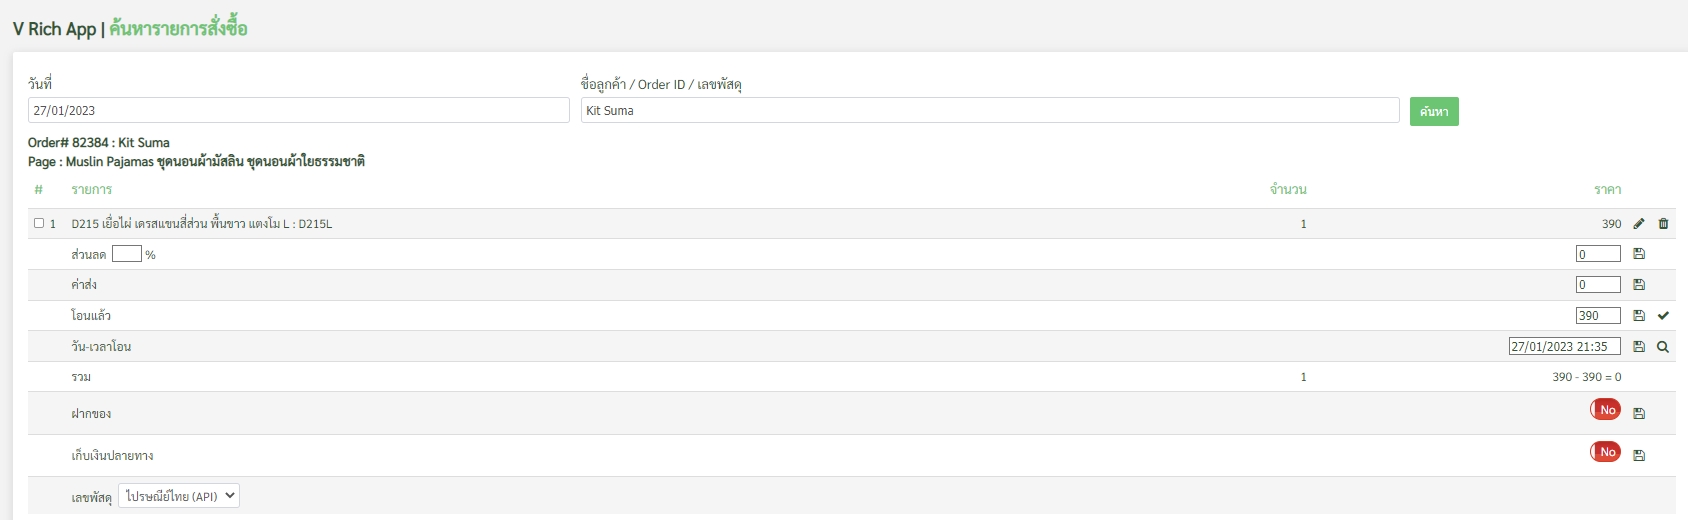 V Rich App | ค้นหารายการสั่งซื้อ
วันที่ ชื่อลูกค้า / Order ID / เลขพัสดุ
27/01/2023 Kit Suma ค้นหา
Order# 82384 : Kit Suma
Page : Muslin Pajamas ชุดนอนผ้ามัสลิน ชุดนอนผ้าใยธรรมชาติ
# รายการ จำนวน ราคา
1 D215 เยื่อไผ่ เดรสแขนสี่ส่วน พื้นขาว แตงโม L : D215L 1 390
ส่วนลด % 0
ค่าส่ง 0
โอนแล้ว 390
วัน-เวลาโอน 27/01/2023 21:35
รวม 1 390 - 390 = 0
ฝากของ No
เก็บเงินปลายทาง No
เลขพัสดุ ไปรษณีย์ไทย (API)